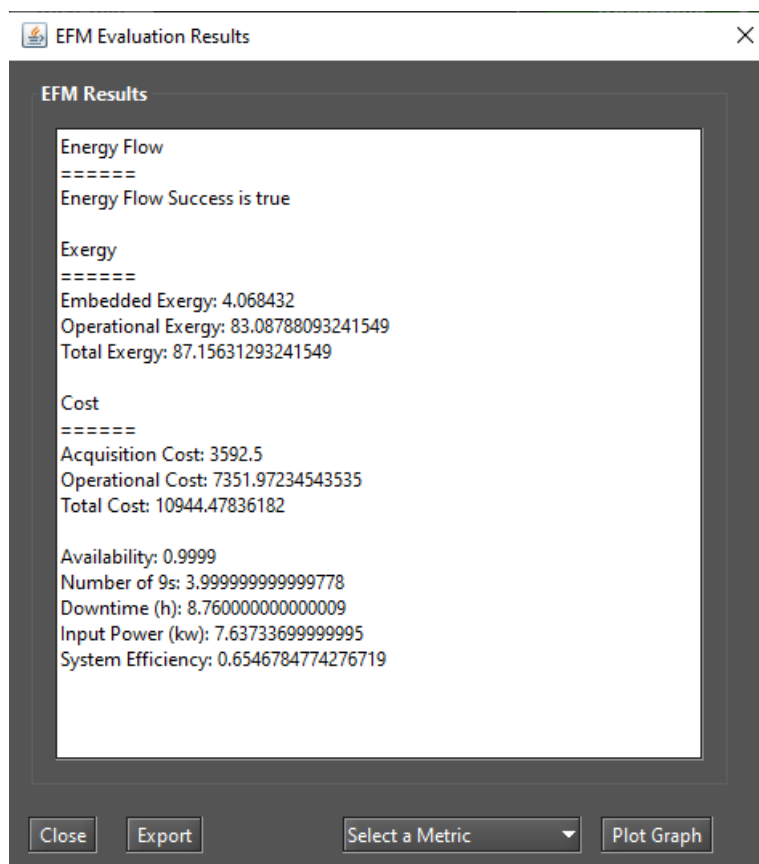 EFM Evaluation Results
EFM Results
Energy Flow
======
Energy Flow Success is true
Exergy
======
Embedded Exergy: 4.068432
Operational Exergy: 83.08788093241549
Total Exergy: 87.15631293241549
Cost
======
Acquisition Cost: 3592.5
Operational Cost: 7351.97234543535
Total Cost: 10944.47836182
Availability: 0.9999
Number of 9s: 3.999999999999778
Downtime (h): 8.760000000000009
Input Power (kw): 7.63733699999995
System Efficiency: 0.6546784774276719
Close
Export
Select a Metric
Plot Graph